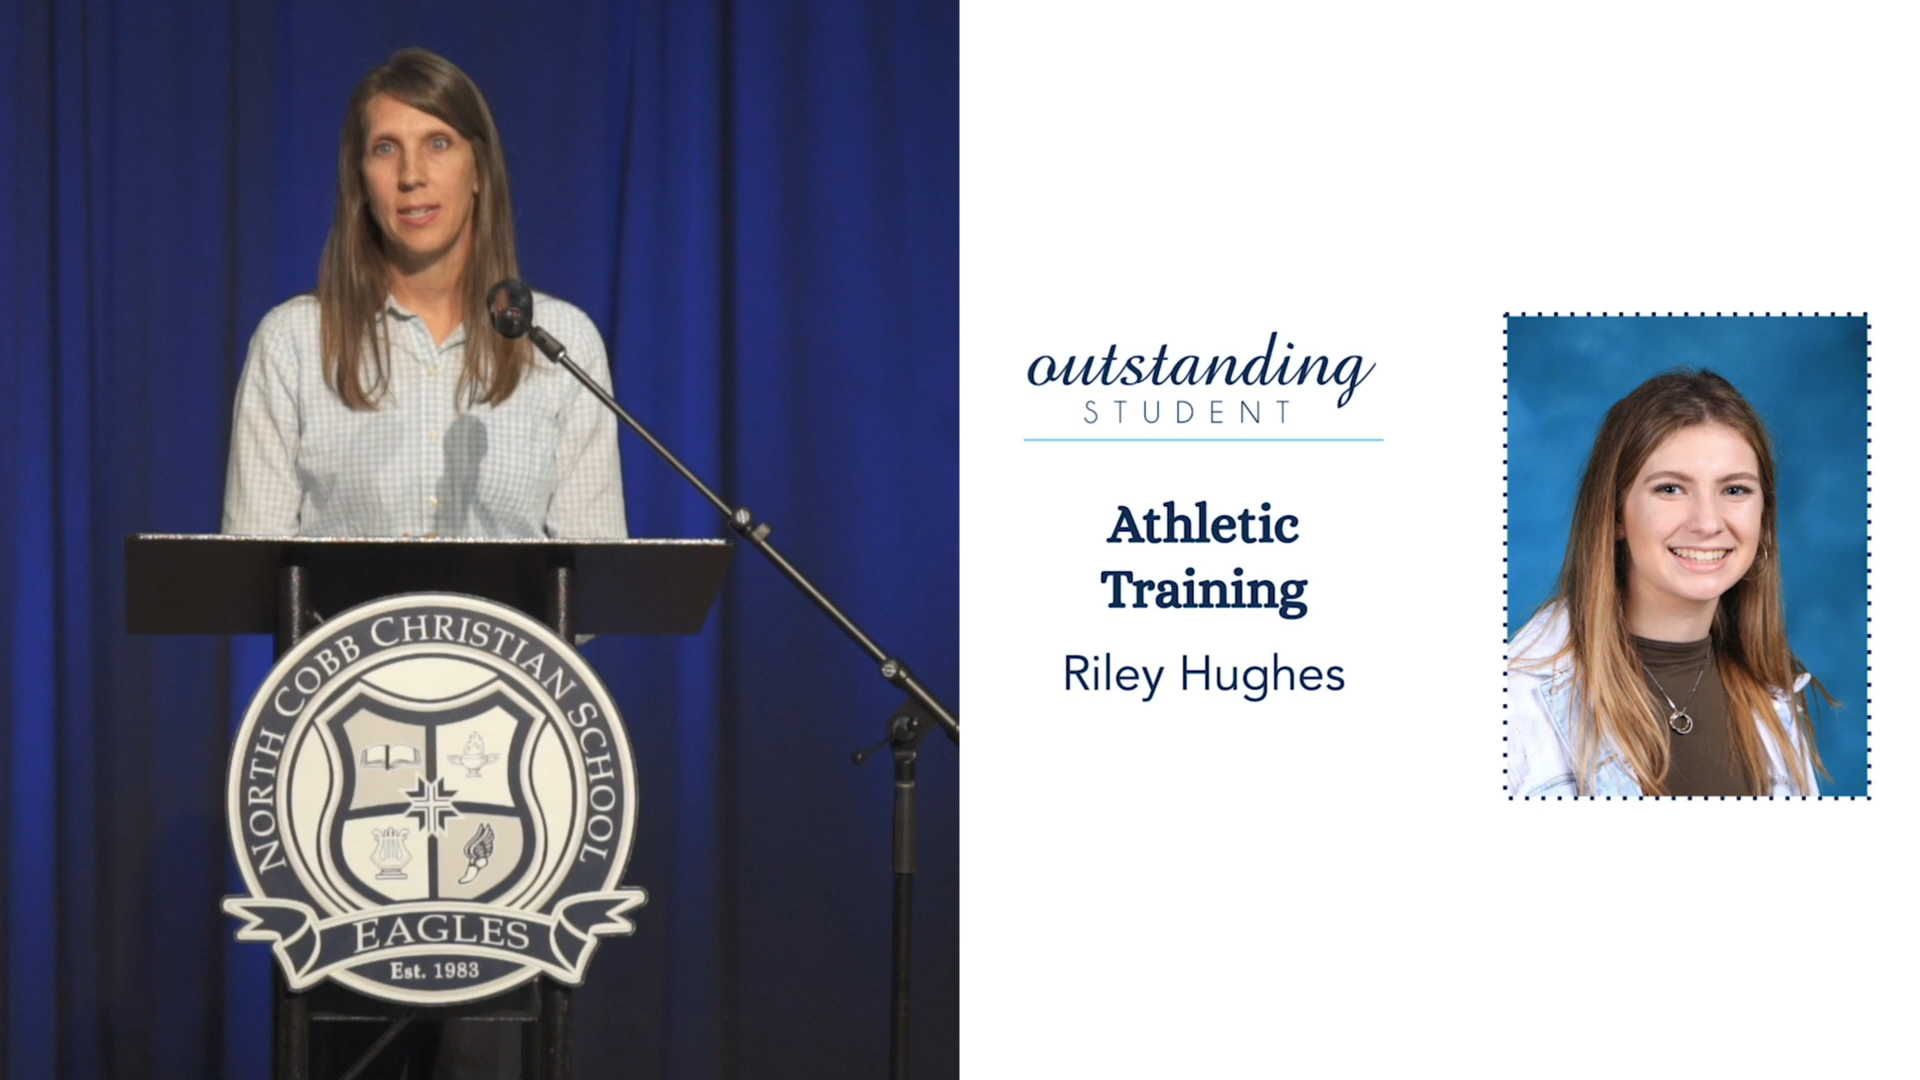 NORTH COBB CHRISTIAN SCHOOL
EAGLES
Est. 1983
outstanding
STUDENT
Athletic
Training
Riley Hughes